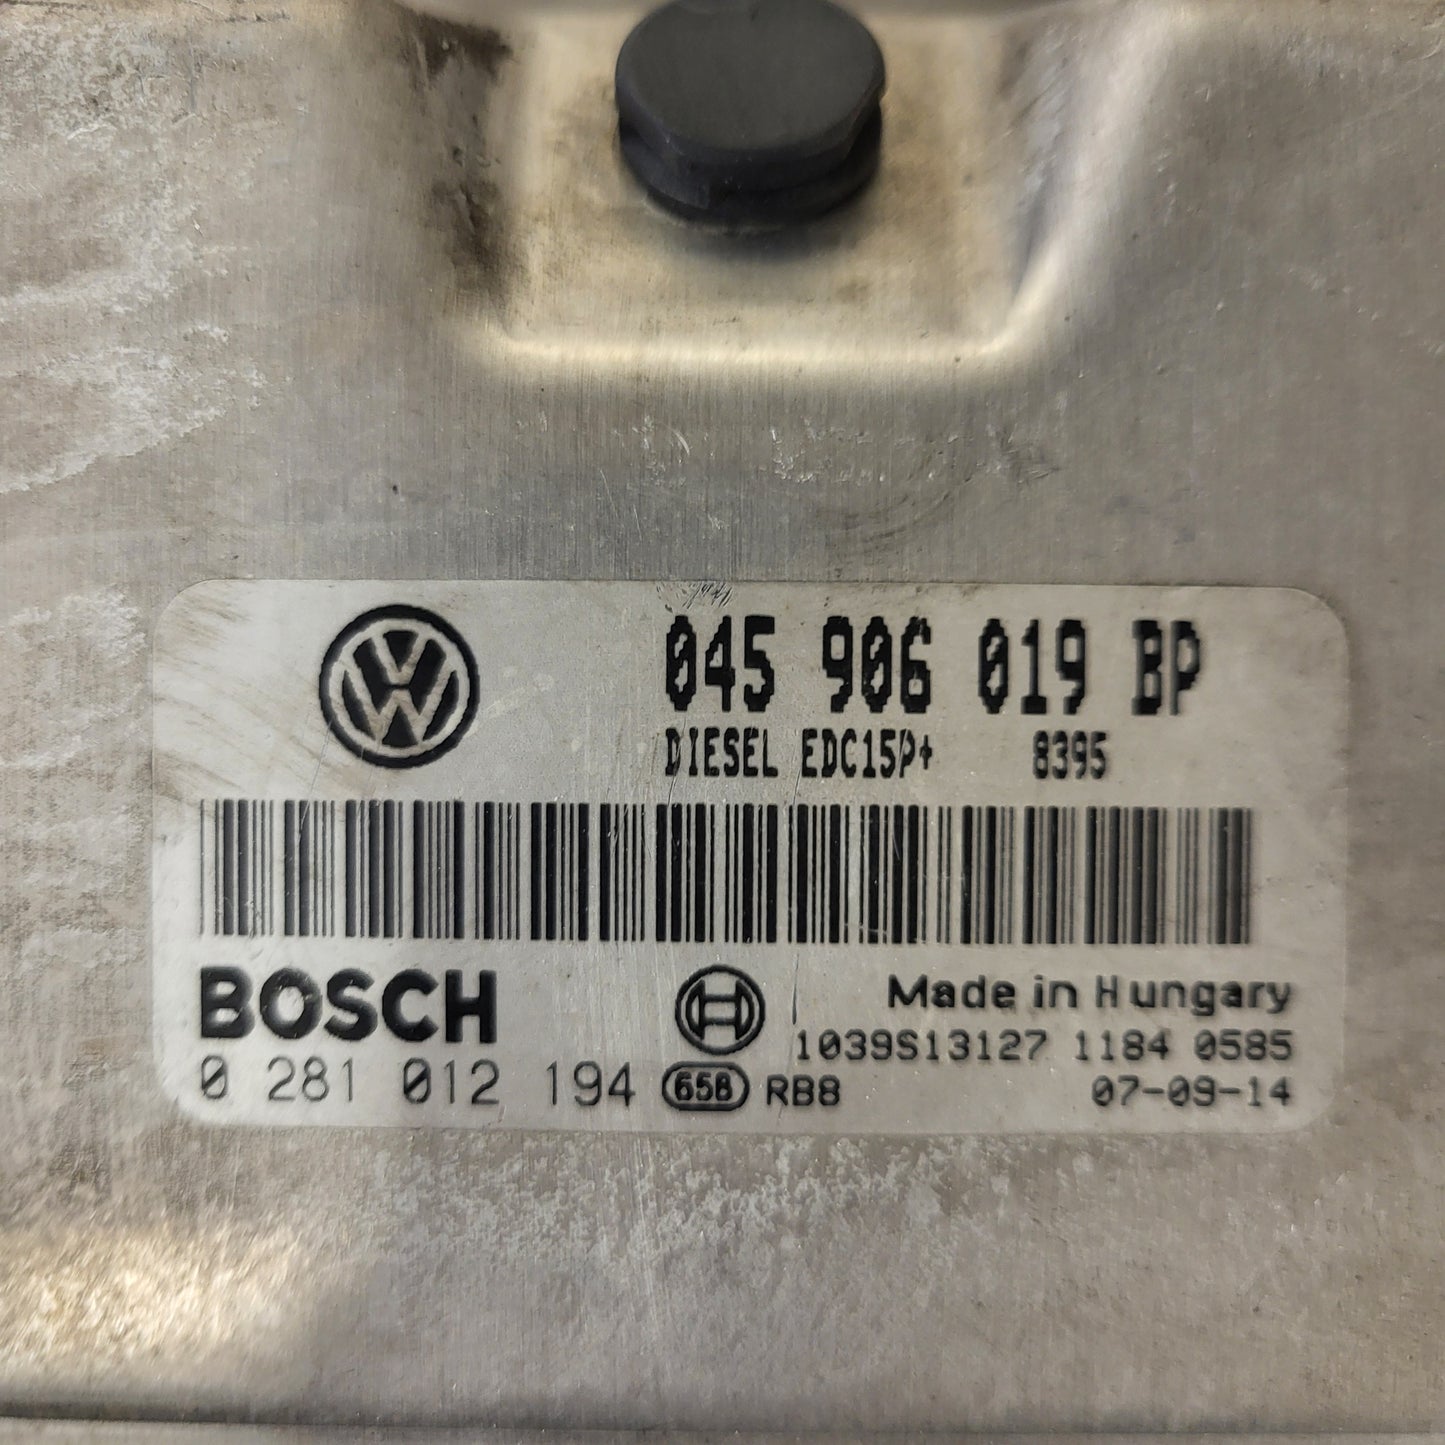 045 906 019 BP
DIESEL EDC15P+ 8395
BOSCH
Made in Hungary
1039S13127 1184 0585
0 281 012 194 658 RB8 07-09-14